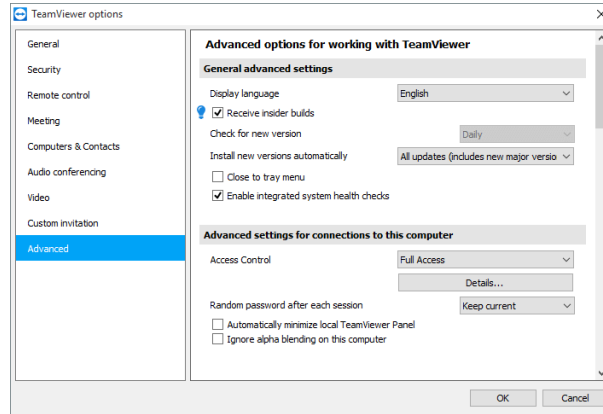 TeamViewer options
General
Security
Remote control
Meeting
Computers & Contacts
Audio conferencing
Video
Custom invitation
Advanced
Advanced options for working with TeamViewer
General advanced settings
Display language English
Receive insider builds
Check for new version Daily
Install new versions automatically All updates (includes new major versio
Close to tray menu
Enable integrated system health checks
Advanced settings for connections to this computer
Access Control Full Access
Details...
Random password after each session Keep current
Automatically minimize local TeamViewer Panel
Ignore alpha blending on this computer
OK Cancel